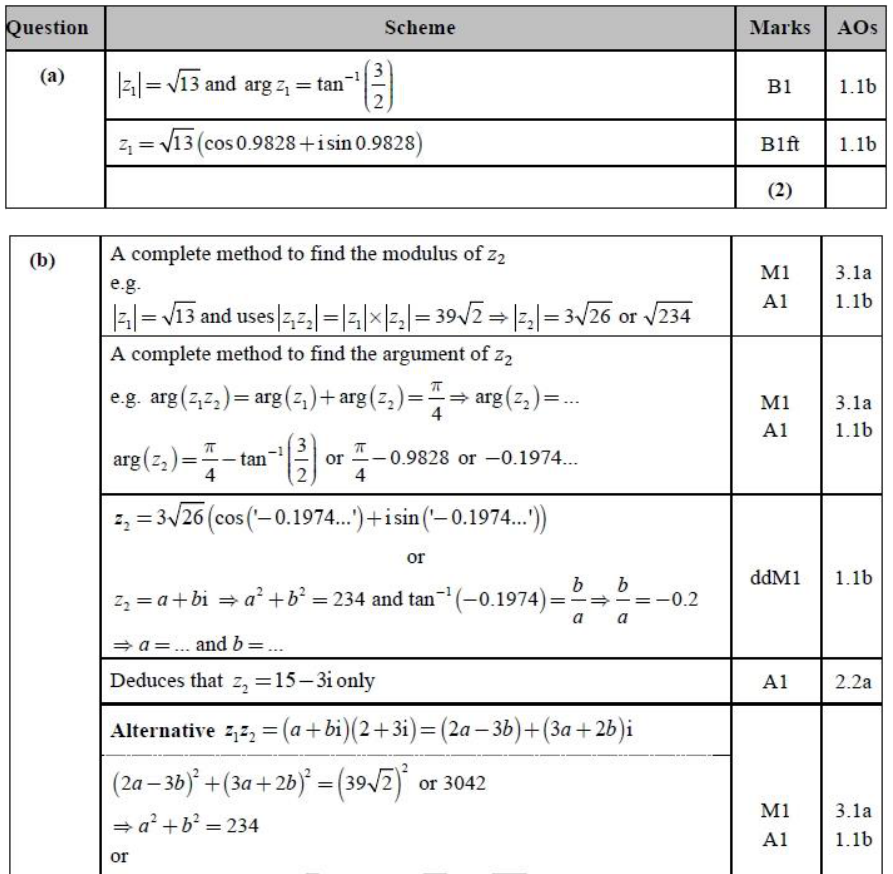 Question Scheme Marks AOs
(a) |z₁| = √13 and arg z₁ = tan⁻¹(3/2) B1 1.1b
z₁ = √13(cos 0.9828 + i sin 0.9828) B1ft 1.1b
(2)
(b) A complete method to find the modulus of z₂
e.g. M1 3.1a
|z₁| = √13 and uses |z₁z₂| = |z₁| × |z₂| = 39√2 ⇒ |z₂| = 3√26 or √234 A1 1.1b
A complete method to find the argument of z₂
e.g. arg(z₁z₂) = arg(z₁) + arg(z₂) = π/4 ⇒ arg(z₂) = ... M1 3.1a
arg(z₂) = π/4 − tan⁻¹(3/2) or π/4 − 0.9828 or −0.1974... A1 1.1b
z₂ = 3√26(cos('−0.1974...') + i sin('−0.1974...'))
or
z₂ = a + bi ⇒ a² + b² = 234 and tan⁻¹(−0.1974) = b/a ⇒ b/a = −0.2 ddM1 1.1b
⇒ a = ... and b = ...
Deduces that z₂ = 15 − 3i only A1 2.2a
Alternative z₁z₂ = (a + bi)(2 + 3i) = (2a − 3b) + (3a + 2b)i
(2a − 3b)² + (3a + 2b)² = (39√2)² or 3042
⇒ a² + b² = 234 M1 3.1a
or A1 1.1b